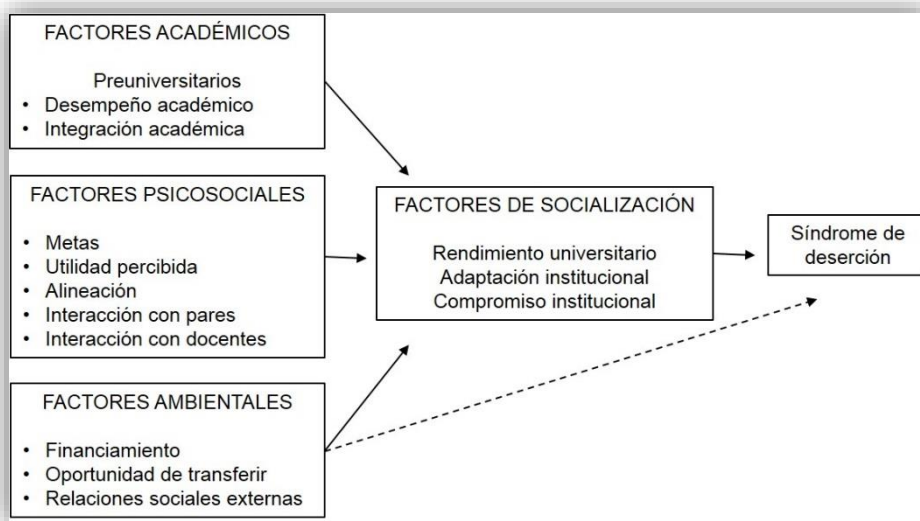 FACTORES ACADÉMICOS
Preuniversitarios
• Desempeño académico
• Integración académica
FACTORES PSICOSOCIALES
• Metas
• Utilidad percibida
• Alineación
• Interacción con pares
• Interacción con docentes
FACTORES AMBIENTALES
• Financiamiento
• Oportunidad de transferir
• Relaciones sociales externas
FACTORES DE SOCIALIZACIÓN
Rendimiento universitario
Adaptación institucional
Compromiso institucional
Síndrome de
deserción